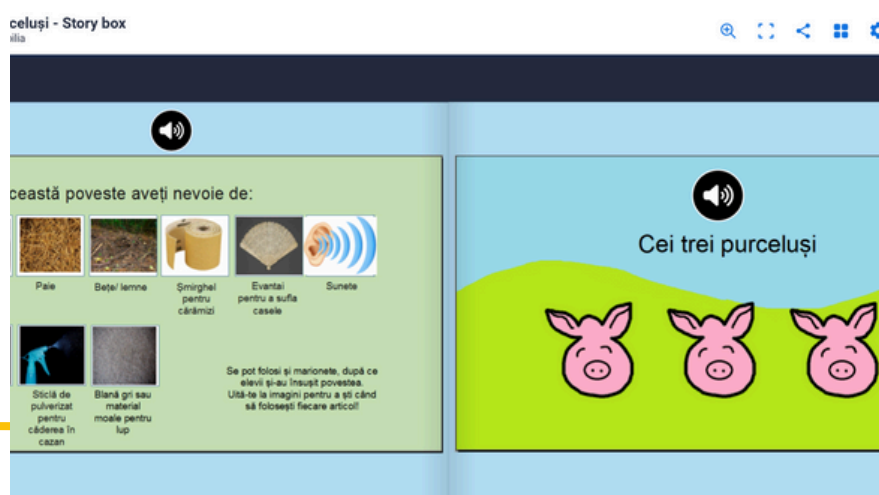 celuși - Story box
ilia
cească poveste aveți nevoie de:
Paie
Bețe/ lemne
Șmirghel
pentru
cărămizi
Evantai
pentru a sufla
casele
Sunete
Sticlă de
pulverizat
pentru
căderea în
cazan
Blană gri sau
material
moale pentru
lup
Se pot folosi și marionete, după ce
elevii și-au însușit povestea.
Uită-te la imagini pentru a ști când
să folosești fiecare articol!
Cei trei purceluși